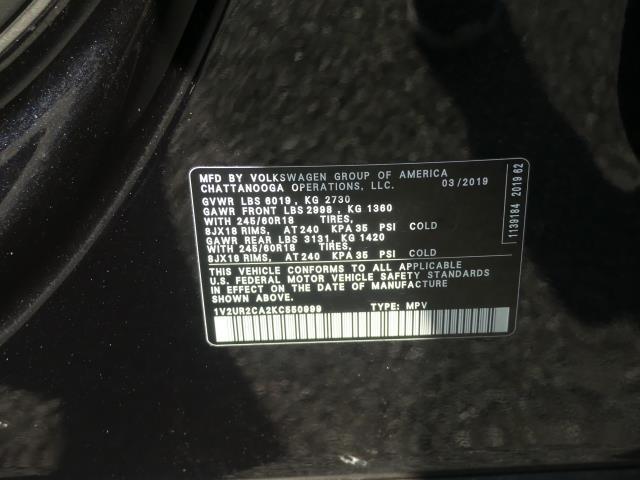 MFD BY VOLKSWAGEN GROUP OF AMERICA
CHATTANOOGA OPERATIONS, LLC. 03/2019
GVWR LBS 6019, KG 2730
GAWR FRONT LBS 2998, KG 1360
WITH 245/60R18 TIRES,
8JX18 RIMS, AT 240 KPA 35 PSI COLD
GAWR REAR LBS 3131, KG 1420
WITH 245/60R18 TIRES,
8JX18 RIMS, AT 240 KPA 35 PSI COLD
THIS VEHICLE CONFORMS TO ALL APPLICABLE
U.S. FEDERAL MOTOR VEHICLE SAFETY STANDARDS
IN EFFECT ON THE DATE OF MANUFACTURE
SHOWN ABOVE.
1V2UR2CA2KC550999 TYPE: MPV
1139184 2019 62